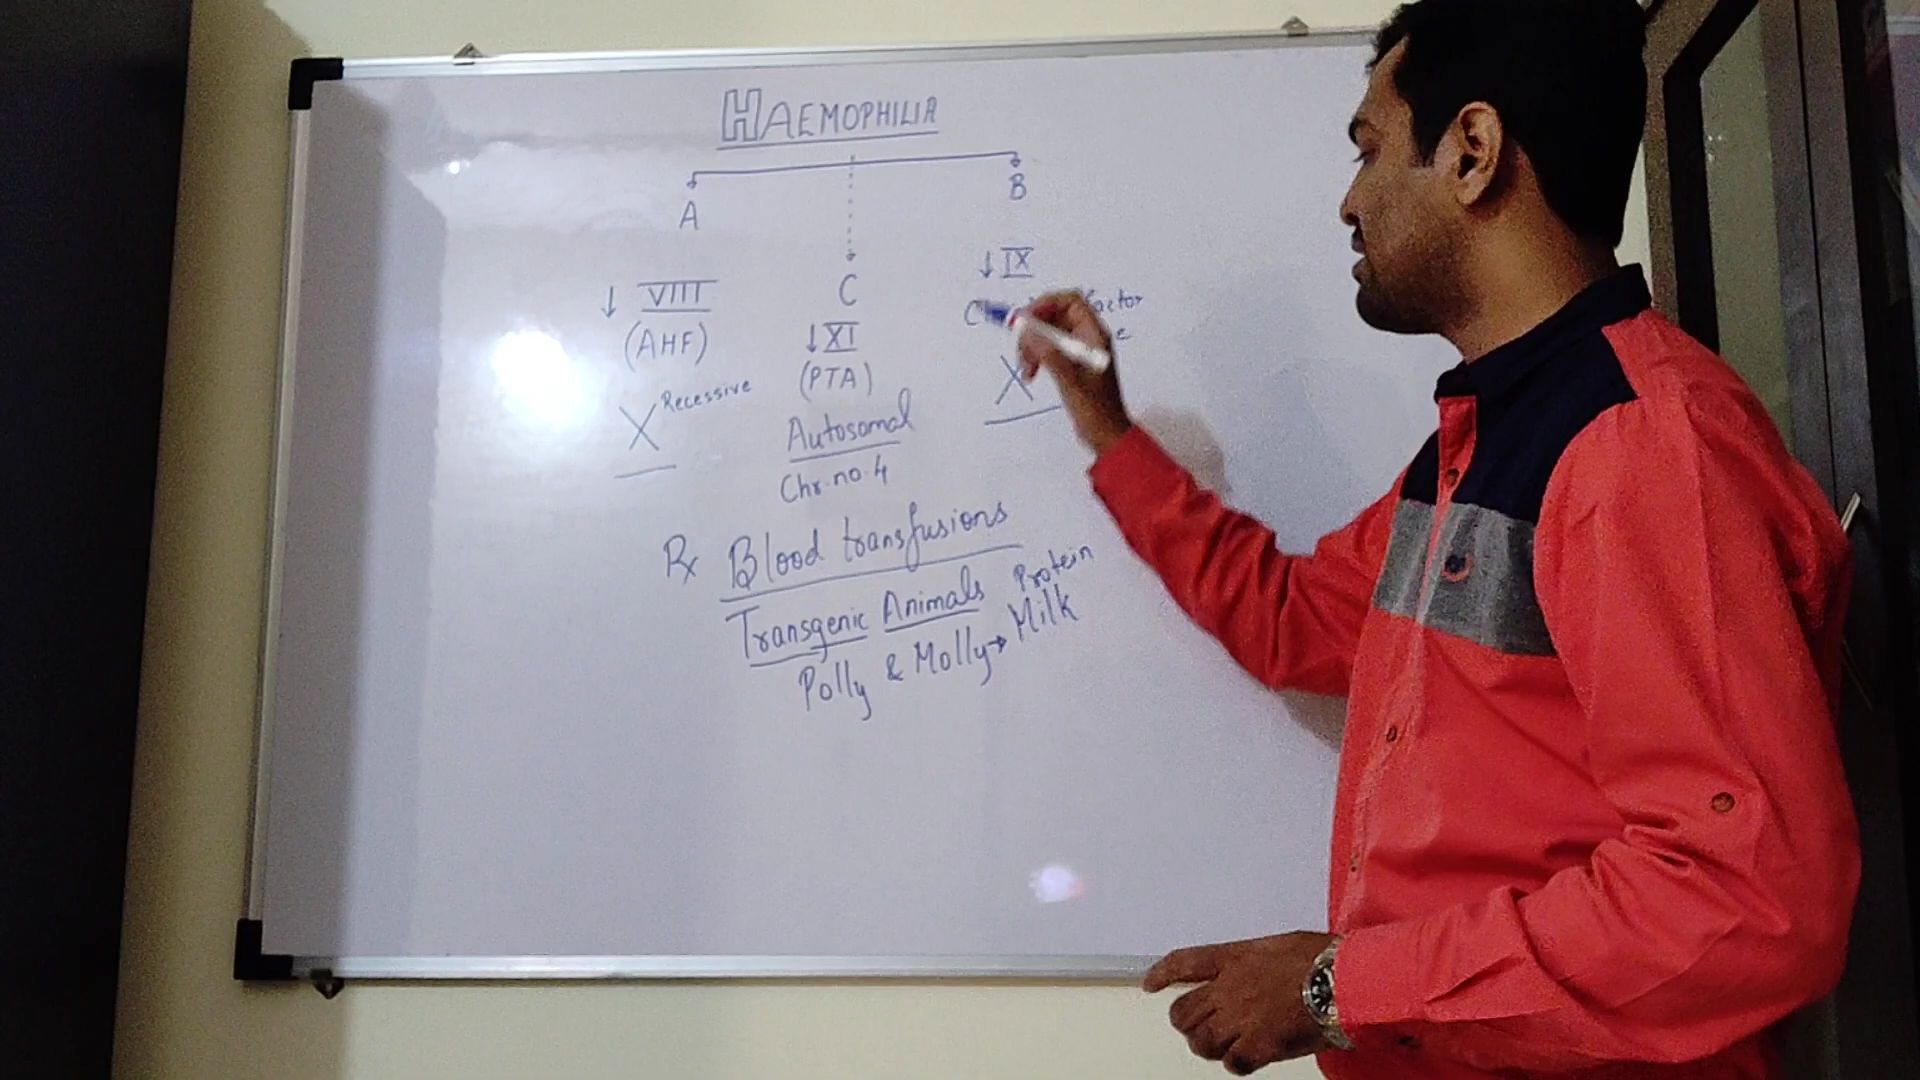 HAEMOPHILIA
A
B
C
↓ VIII
(AHF)
X Recessive
↓ XI
(PTA)
Autosomal
Chr. no. 4
↓ IX
factor
X
Rx Blood transfusions
Transgenic Animals Protein
Polly & Molly → Milk